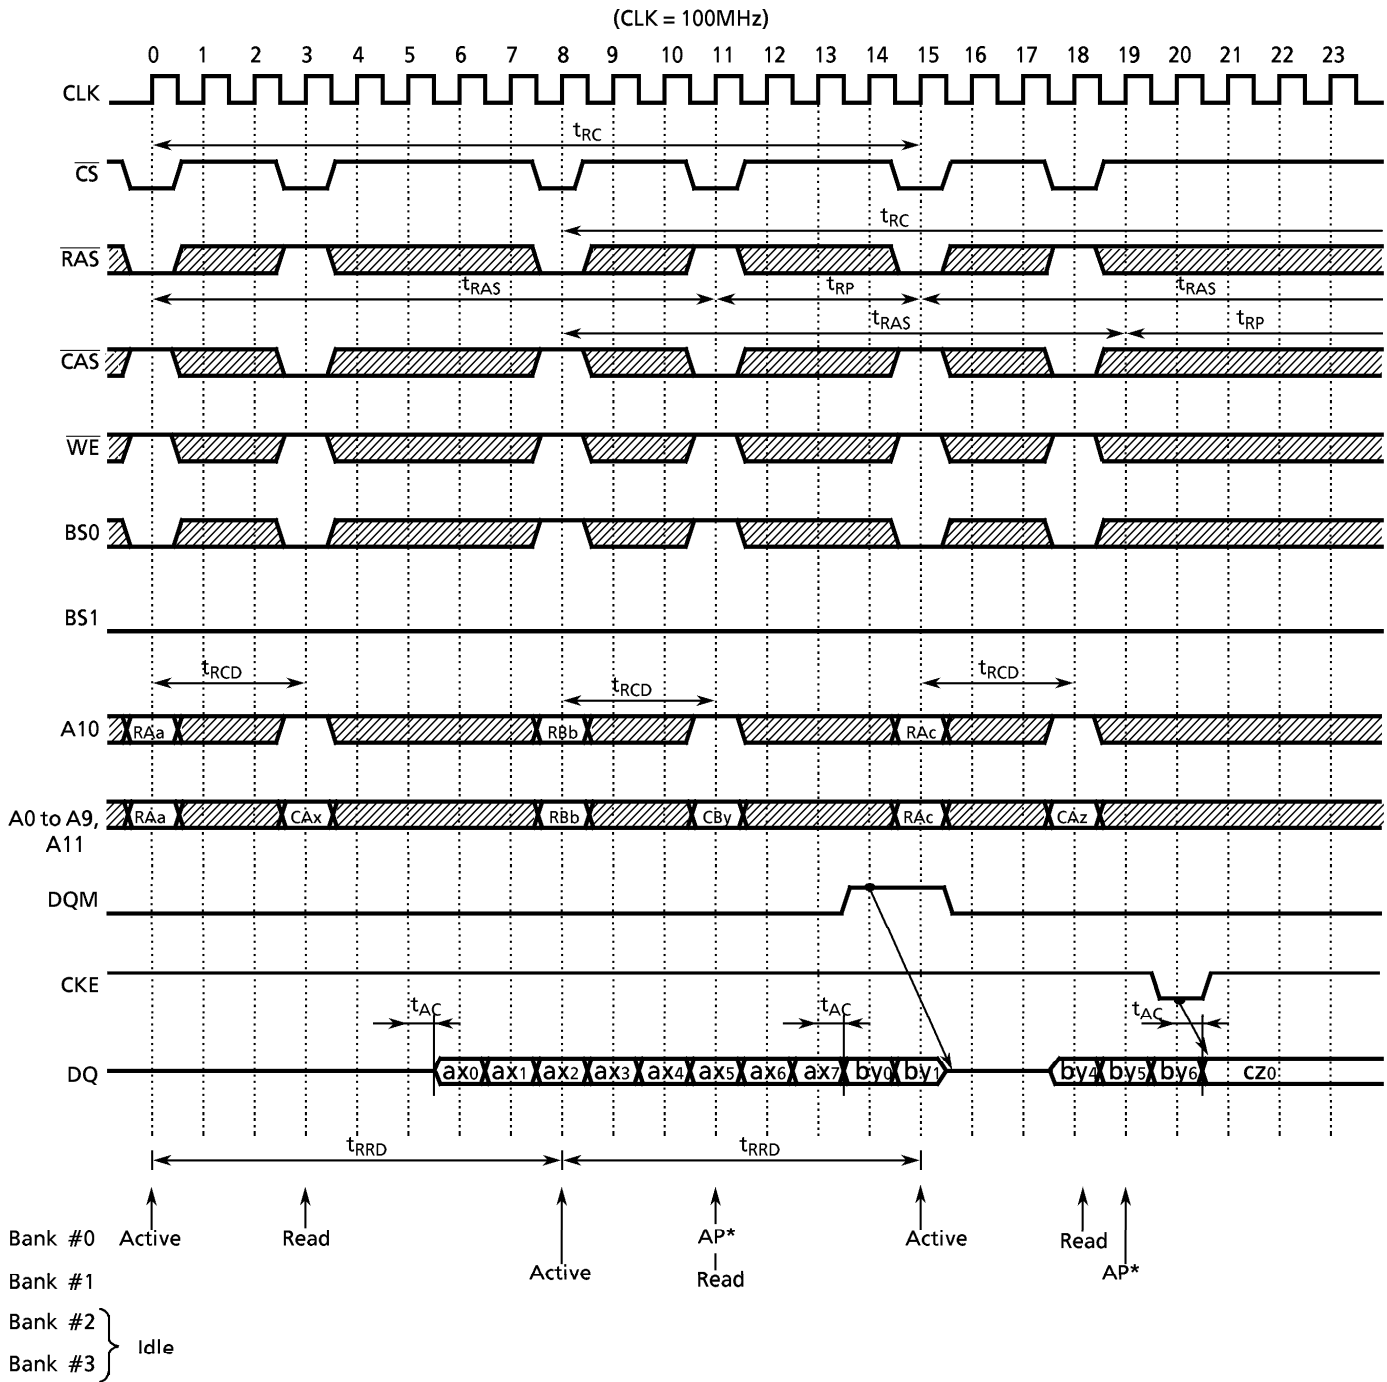 (CLK = 100MHz)
0 1 2 3 4 5 6 7 8 9 10 11 12 13 14 15 16 17 18 19 20 21 22 23
CLK
tRC
CS
tRC
RAS
tRAS tRP tRAS
tRAS tRP
CAS
WE
BS0
BS1
tRCD tRCD tRCD
A10 RAa RBb RAc
A0 to A9, RAa CAx RBb CBy RAc CAz
A11
DQM
CKE
tAC tAC tAC
DQ ax0 ax1 ax2 ax3 ax4 ax5 ax6 ax7 by0 by1 by4 by5 by6 cz0
tRRD tRRD
Bank #0 Active Read AP* Active Read
Bank #1 Active Read AP*
Bank #2
Idle
Bank #3